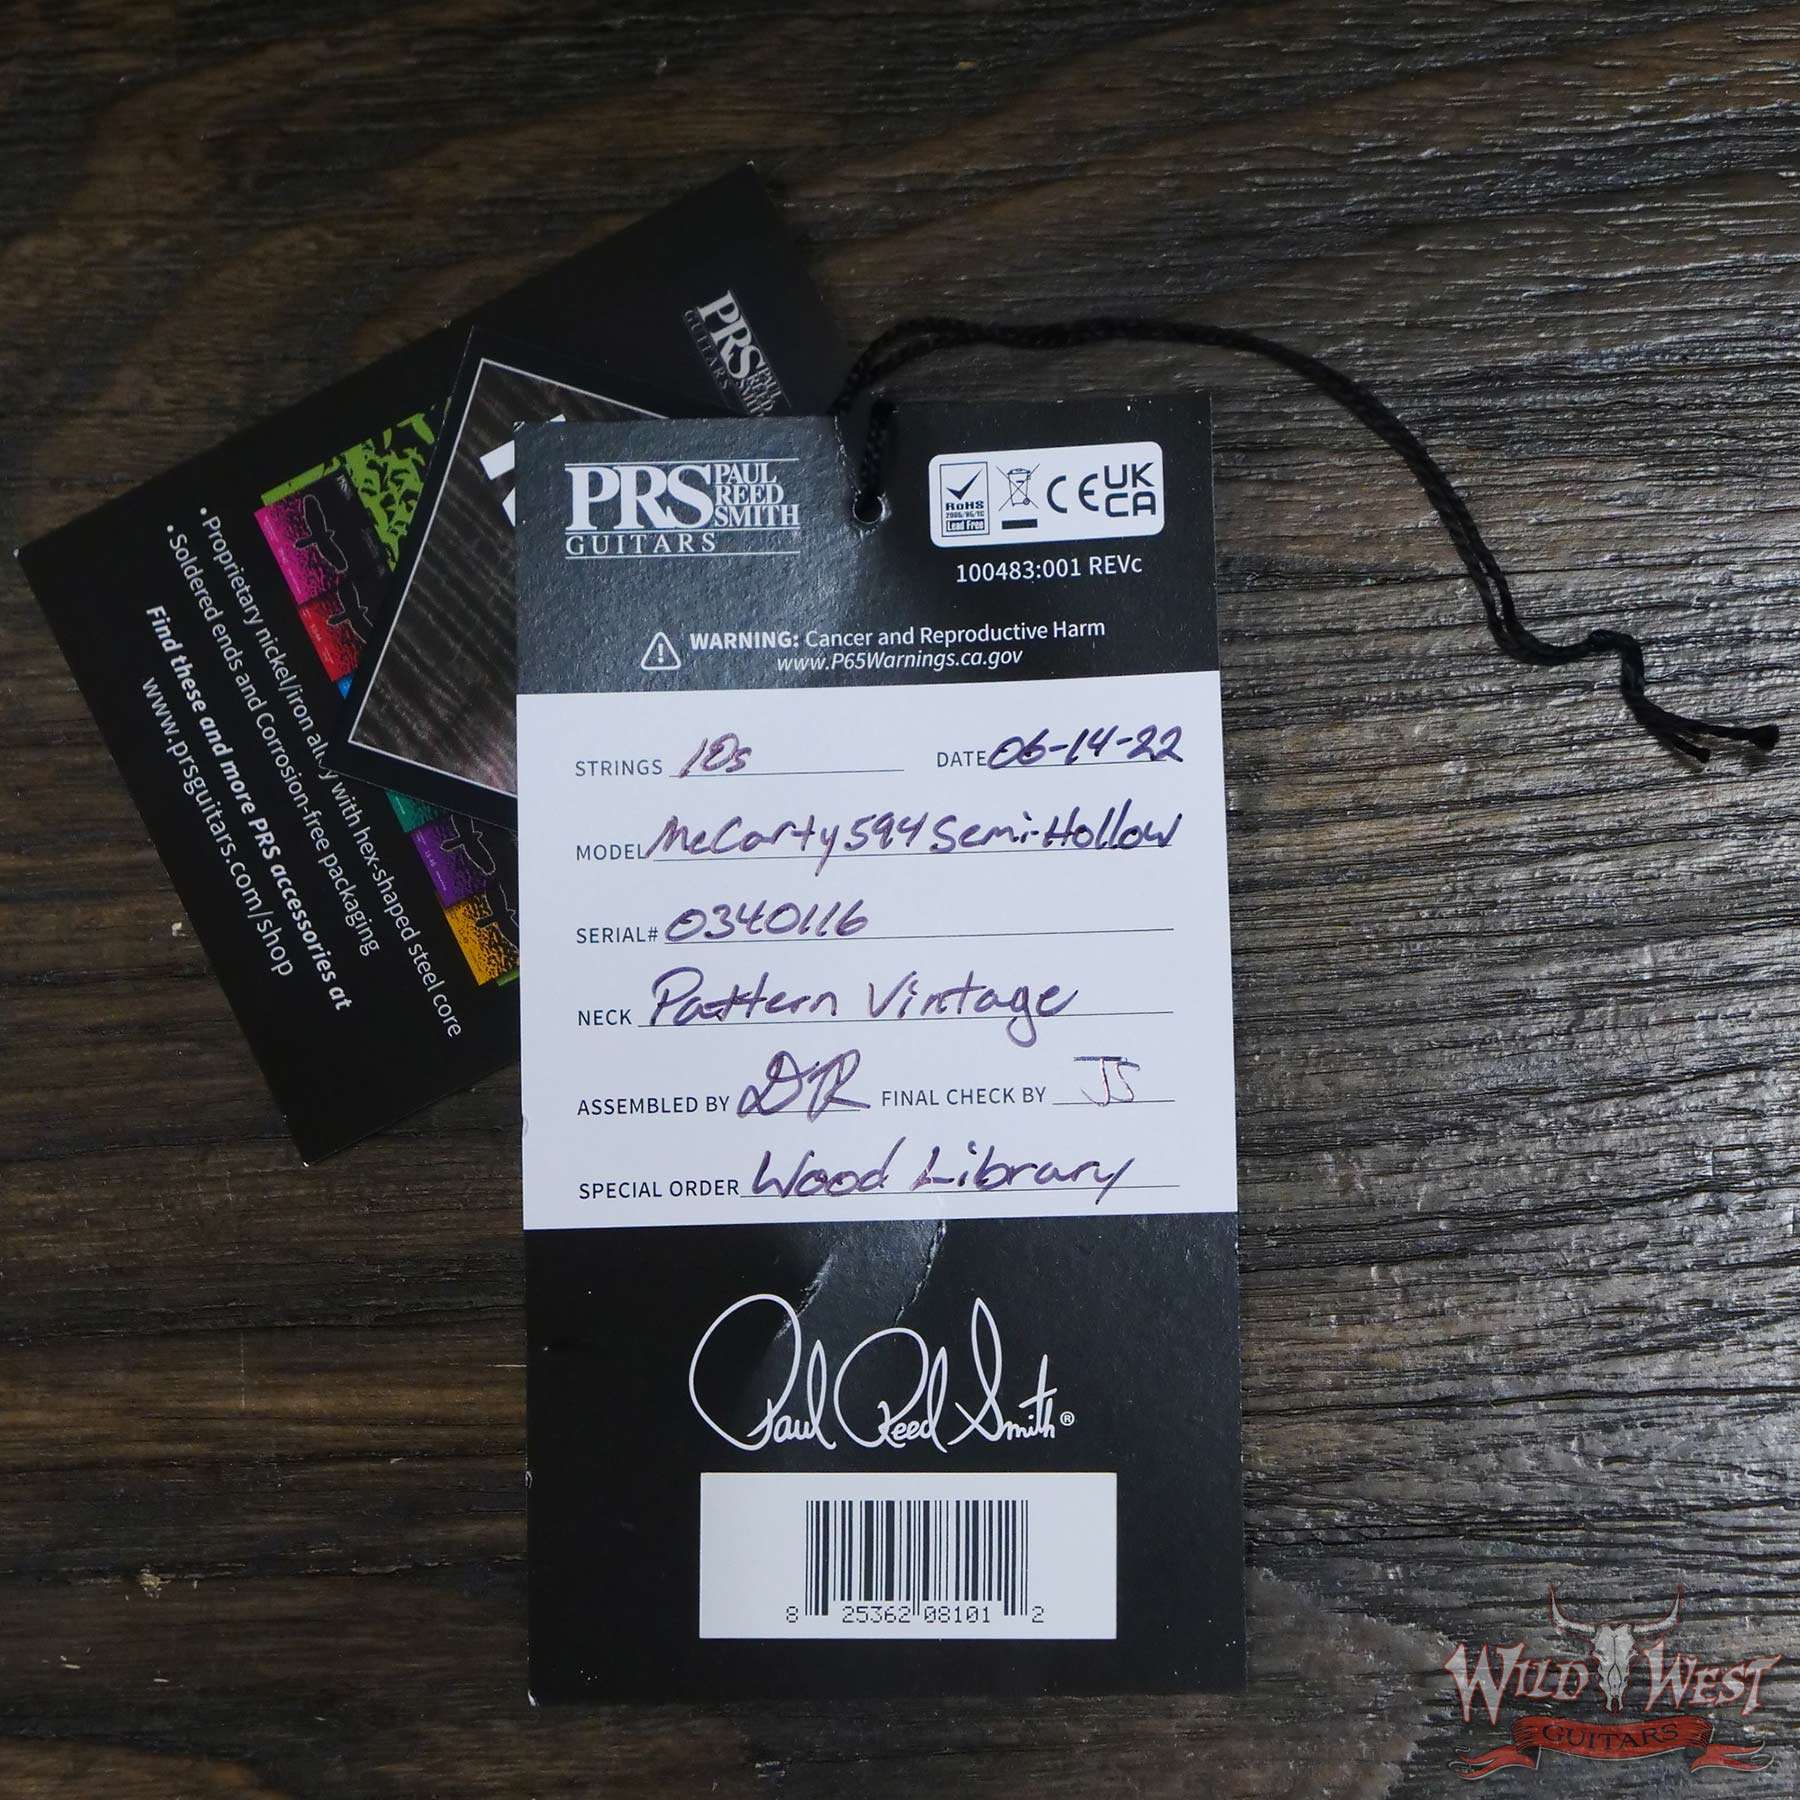 PRS PAUL REED SMITH
GUITARS
• Proprietary nickel/iron alloy with hex-shaped steel core
• Soldered ends and Corrosion-free packaging
Find these and more PRS accessories at
www.prsguitars.com/shop
PRS PAUL REED SMITH
GUITARS
RoHS
2005/95/EC
Lead Free
CE UK CA
100483:001 REVc
WARNING: Cancer and Reproductive Harm
www.P65Warnings.ca.gov
STRINGS 10s DATE 06-14-22
MODEL McCarty 594 Semi-Hollow
SERIAL# 0340116
NECK Pattern Vintage
ASSEMBLED BY DR FINAL CHECK BY JS
SPECIAL ORDER Wood Library
Paul Reed Smith®
8 25362 08101 2
WILD WEST
GUITARS